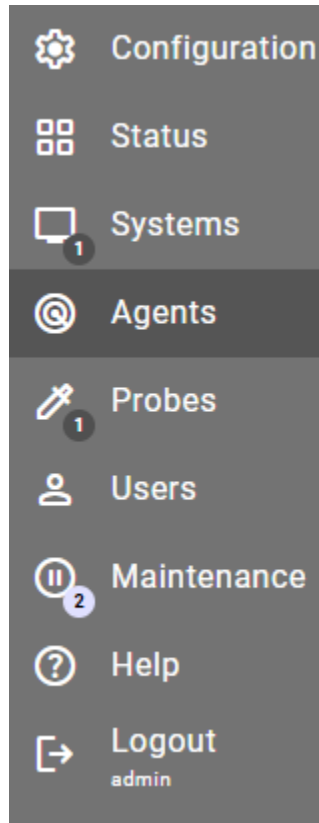 Configuration
Status
Systems
1
Agents
Probes
1
Users
Maintenance
2
Help
Logout
admin